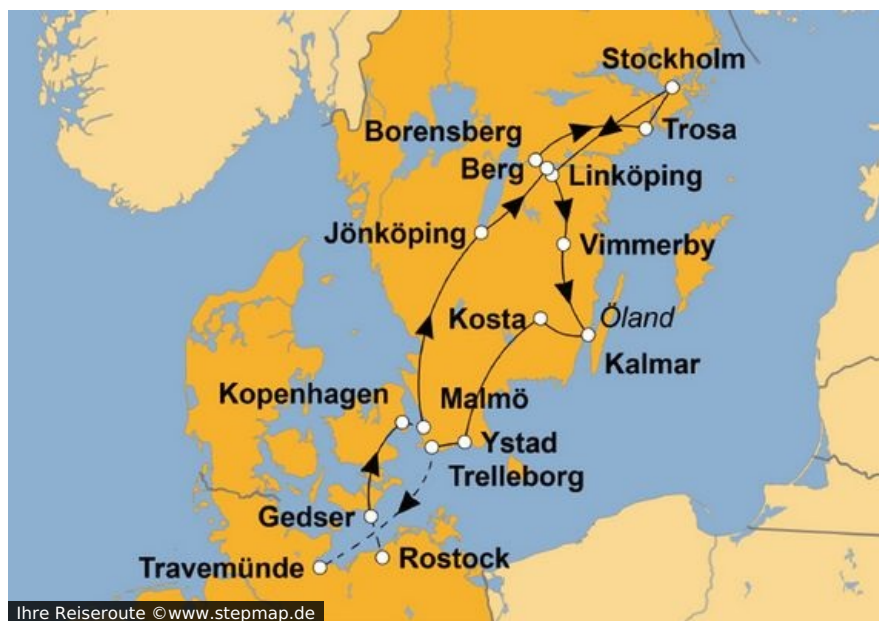 Stockholm
Borensberg
Trosa
Berg
Linköping
Jönköping
Vimmerby
Kosta
Öland
Kalmar
Kopenhagen
Malmö
Ystad
Trelleborg
Gedser
Rostock
Travemünde
Ihre Reiseroute ©www.stepmap.de